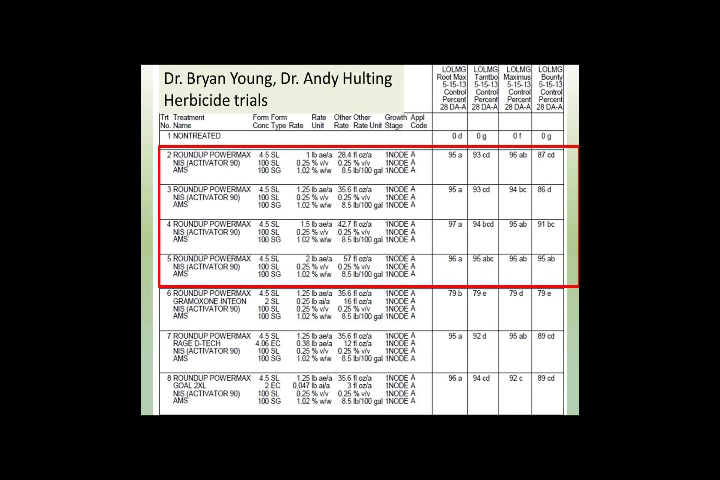 Dr. Bryan Young, Dr. Andy Hulting
Herbicide trials
LOLMG LOLMG LOLMG LOLMG
Root Max Tamtbo Maximus Bounty
5-15-13 5-15-13 5-15-13 5-15-13
Control Control Control Control
Percent Percent Percent Percent
28 DA-A 28 DA-A 28 DA-A 28 DA-A
Trt Treatment Form Form Rate Other Other Growth Appl
No. Name Conc Type Rate Unit Rate Rate Unit Stage Code
1 NONTREATED 0 d 0 g 0 f 0 g
2 ROUNDUP POWERMAX 4.5 SL 1 lb ae/a 28.4 fl oz/a 1NODE A 95 a 93 cd 96 ab 87 cd
NIS (ACTIVATOR 90) 100 SL 0.25 % v/v 0.25 % v/v 1NODE A
AMS 100 SG 1.02 % w/w 8.5 lb/100 gal 1NODE A
3 ROUNDUP POWERMAX 4.5 SL 1.25 lb ae/a 35.6 fl oz/a 1NODE A 95 a 93 cd 94 bc 86 d
NIS (ACTIVATOR 90) 100 SL 0.25 % v/v 0.25 % v/v 1NODE A
AMS 100 SG 1.02 % w/w 8.5 lb/100 gal 1NODE A
4 ROUNDUP POWERMAX 4.5 SL 1.5 lb ae/a 42.7 fl oz/a 1NODE A 97 a 94 bcd 95 ab 91 bc
NIS (ACTIVATOR 90) 100 SL 0.25 % v/v 0.25 % v/v 1NODE A
AMS 100 SG 1.02 % w/w 8.5 lb/100 gal 1NODE A
5 ROUNDUP POWERMAX 4.5 SL 2 lb ae/a 57 fl oz/a 1NODE A 96 a 95 abc 96 ab 95 ab
NIS (ACTIVATOR 90) 100 SL 0.25 % v/v 0.25 % v/v 1NODE A
AMS 100 SG 1.02 % w/w 8.5 lb/100 gal 1NODE A
6 ROUNDUP POWERMAX 4.5 SL 1.25 lb ae/a 35.6 fl oz/a 1NODE A 79 b 79 e 79 d 79 e
GRAMOXONE INTEON 2 SL 0.25 lb ai/a 16 fl oz/a 1NODE A
NIS (ACTIVATOR 90) 100 SL 0.25 % v/v 0.25 % v/v 1NODE A
AMS 100 SG 1.02 % w/w 8.5 lb/100 gal 1NODE A
7 ROUNDUP POWERMAX 4.5 SL 1.25 lb ae/a 35.6 fl oz/a 1NODE A 95 a 92 d 95 ab 89 cd
RAGE D-TECH 4.06 EC 0.38 lb ai/a 12 fl oz/a 1NODE A
NIS (ACTIVATOR 90) 100 SL 0.25 % v/v 0.25 % v/v 1NODE A
AMS 100 SG 1.02 % w/w 8.5 lb/100 gal 1NODE A
8 ROUNDUP POWERMAX 4.5 SL 1.25 lb ae/a 35.6 fl oz/a 1NODE A 96 a 94 cd 92 c 89 cd
GOAL 2XL 2 EC 0.047 lb ai/a 3 fl oz/a 1NODE A
NIS (ACTIVATOR 90) 100 SL 0.25 % v/v 0.25 % v/v 1NODE A
AMS 100 SG 1.02 % w/w 8.5 lb/100 gal 1NODE A